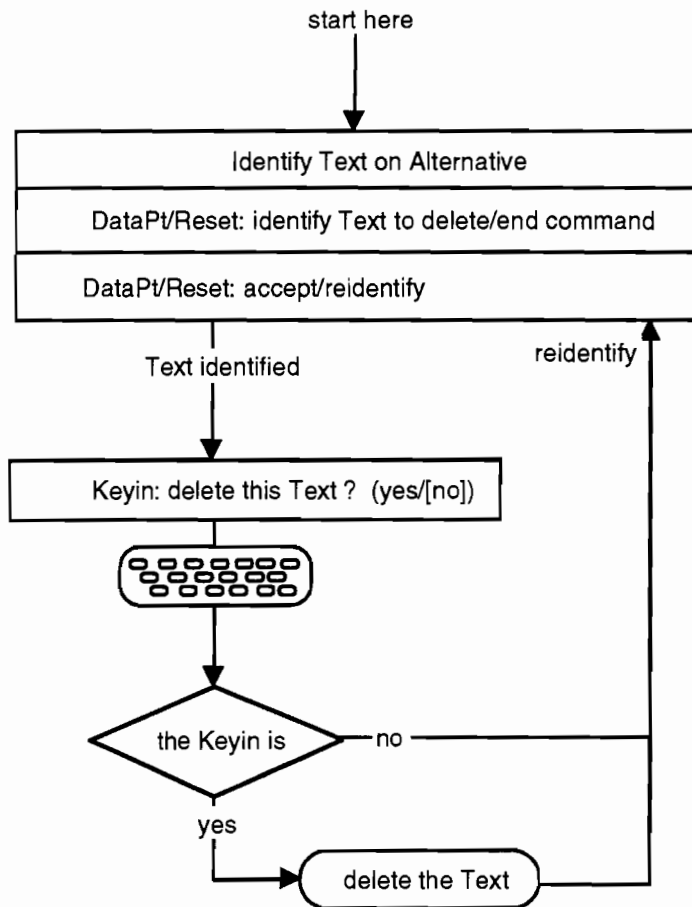 start here
Identify Text on Alternative
DataPt/Reset: identify Text to delete/end command
DataPt/Reset: accept/reidentify
Text identified
reidentify
Keyin: delete this Text ? (yes/[no])
the Keyin is
no
yes
delete the Text